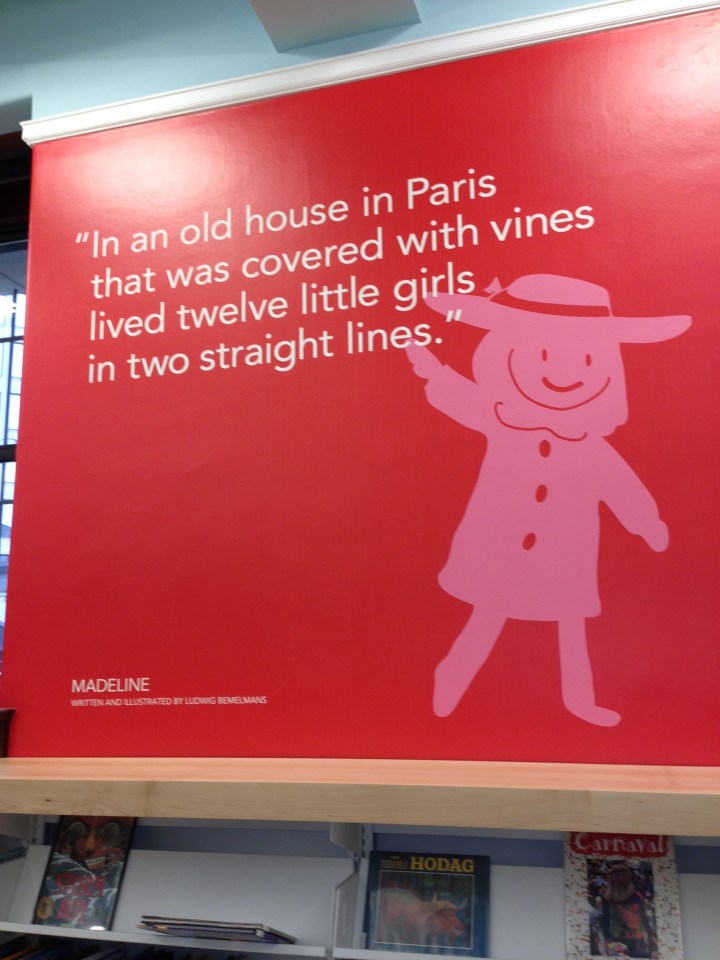 "In an old house in Paris
that was covered with vines
lived twelve little girls
in two straight lines."
MADELINE
WRITTEN AND ILLUSTRATED BY LUDWIG BEMELMANS
HODAG
Carnaval